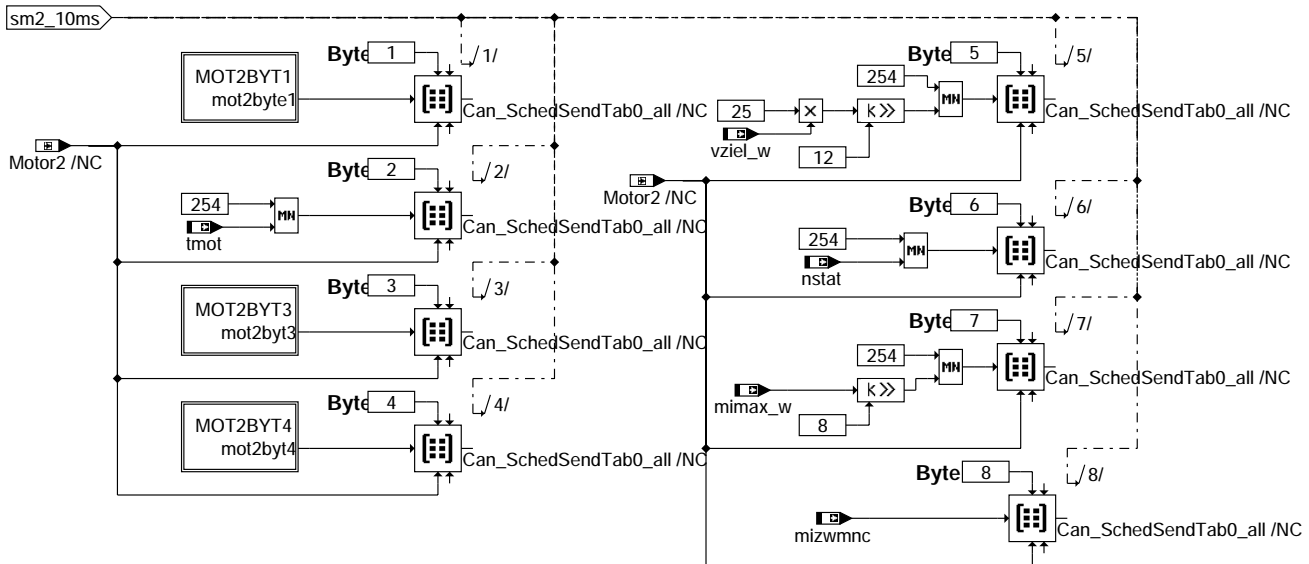 sm2_10ms
Byte 1
/1/
MOT2BYT1
mot2byte1
Can_SchedSendTab0_all /NC
Motor2 /NC
Byte 2
/2/
254
MN
tmot
Can_SchedSendTab0_all /NC
Byte 3
/3/
MOT2BYT3
mot2byt3
Can_SchedSendTab0_all /NC
Byte 4
/4/
MOT2BYT4
mot2byt4
Can_SchedSendTab0_all /NC
Byte 5
/5/
254
MN
25
×
k >>
vziel_w
12
Can_SchedSendTab0_all /NC
Motor2 /NC
Byte 6
/6/
254
MN
nstat
Can_SchedSendTab0_all /NC
Byte 7
/7/
254
MN
k >>
mimax_w
8
Can_SchedSendTab0_all /NC
Byte 8
/8/
mizwmnc
Can_SchedSendTab0_all /NC